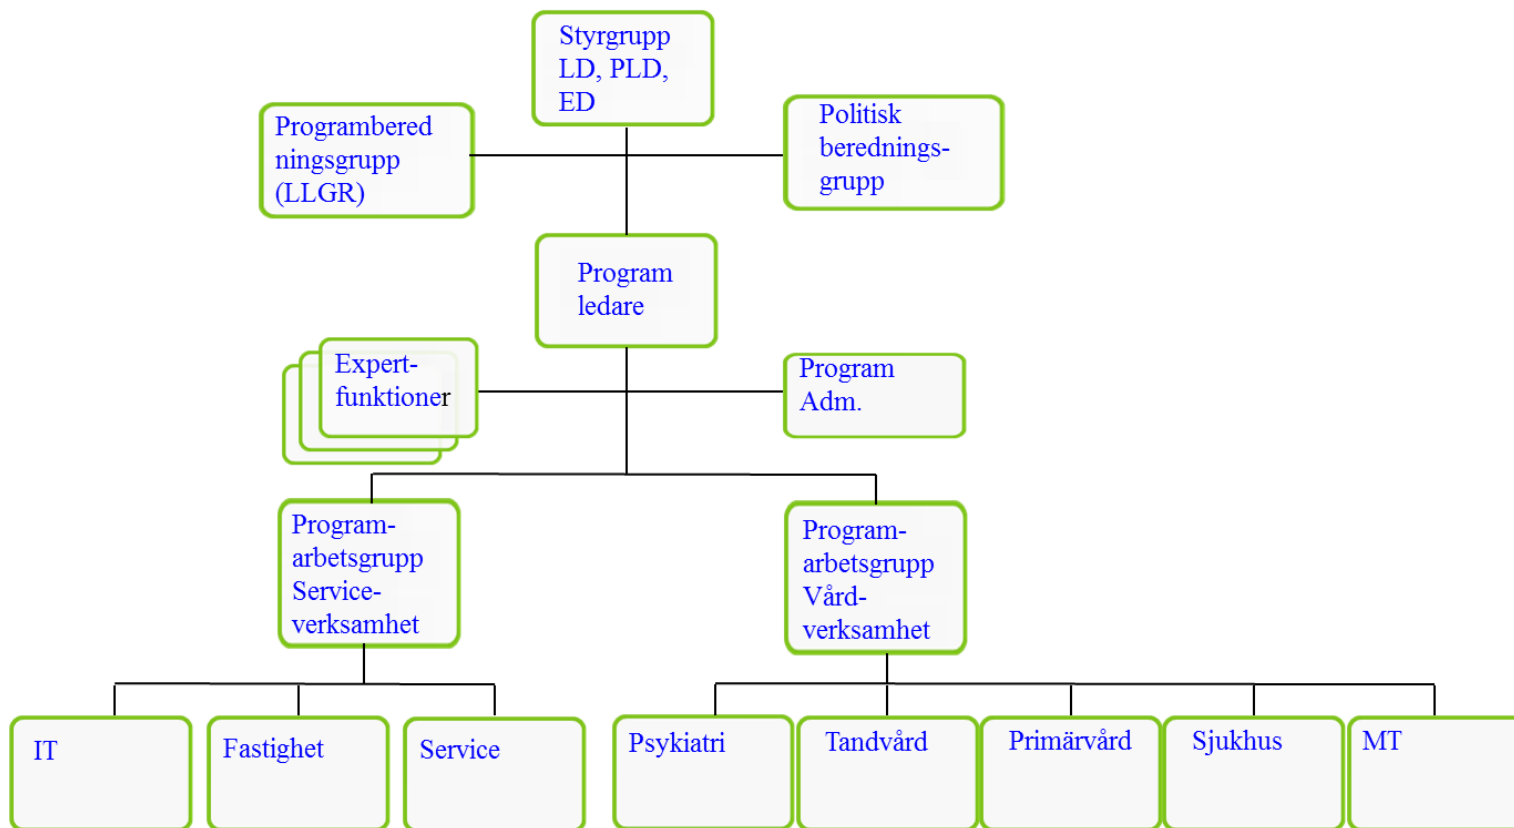 Styrgrupp
LD, PLD,
ED
Programbered
ningsgrupp
(LLGR)
Politisk
berednings-
grupp
Program
ledare
Expert-
funktioner
Program
Adm.
Program-
arbetsgrupp
Service-
verksamhet
Program-
arbetsgrupp
Vård-
verksamhet
IT
Fastighet
Service
Psykiatri
Tandvård
Primärvård
Sjukhus
MT